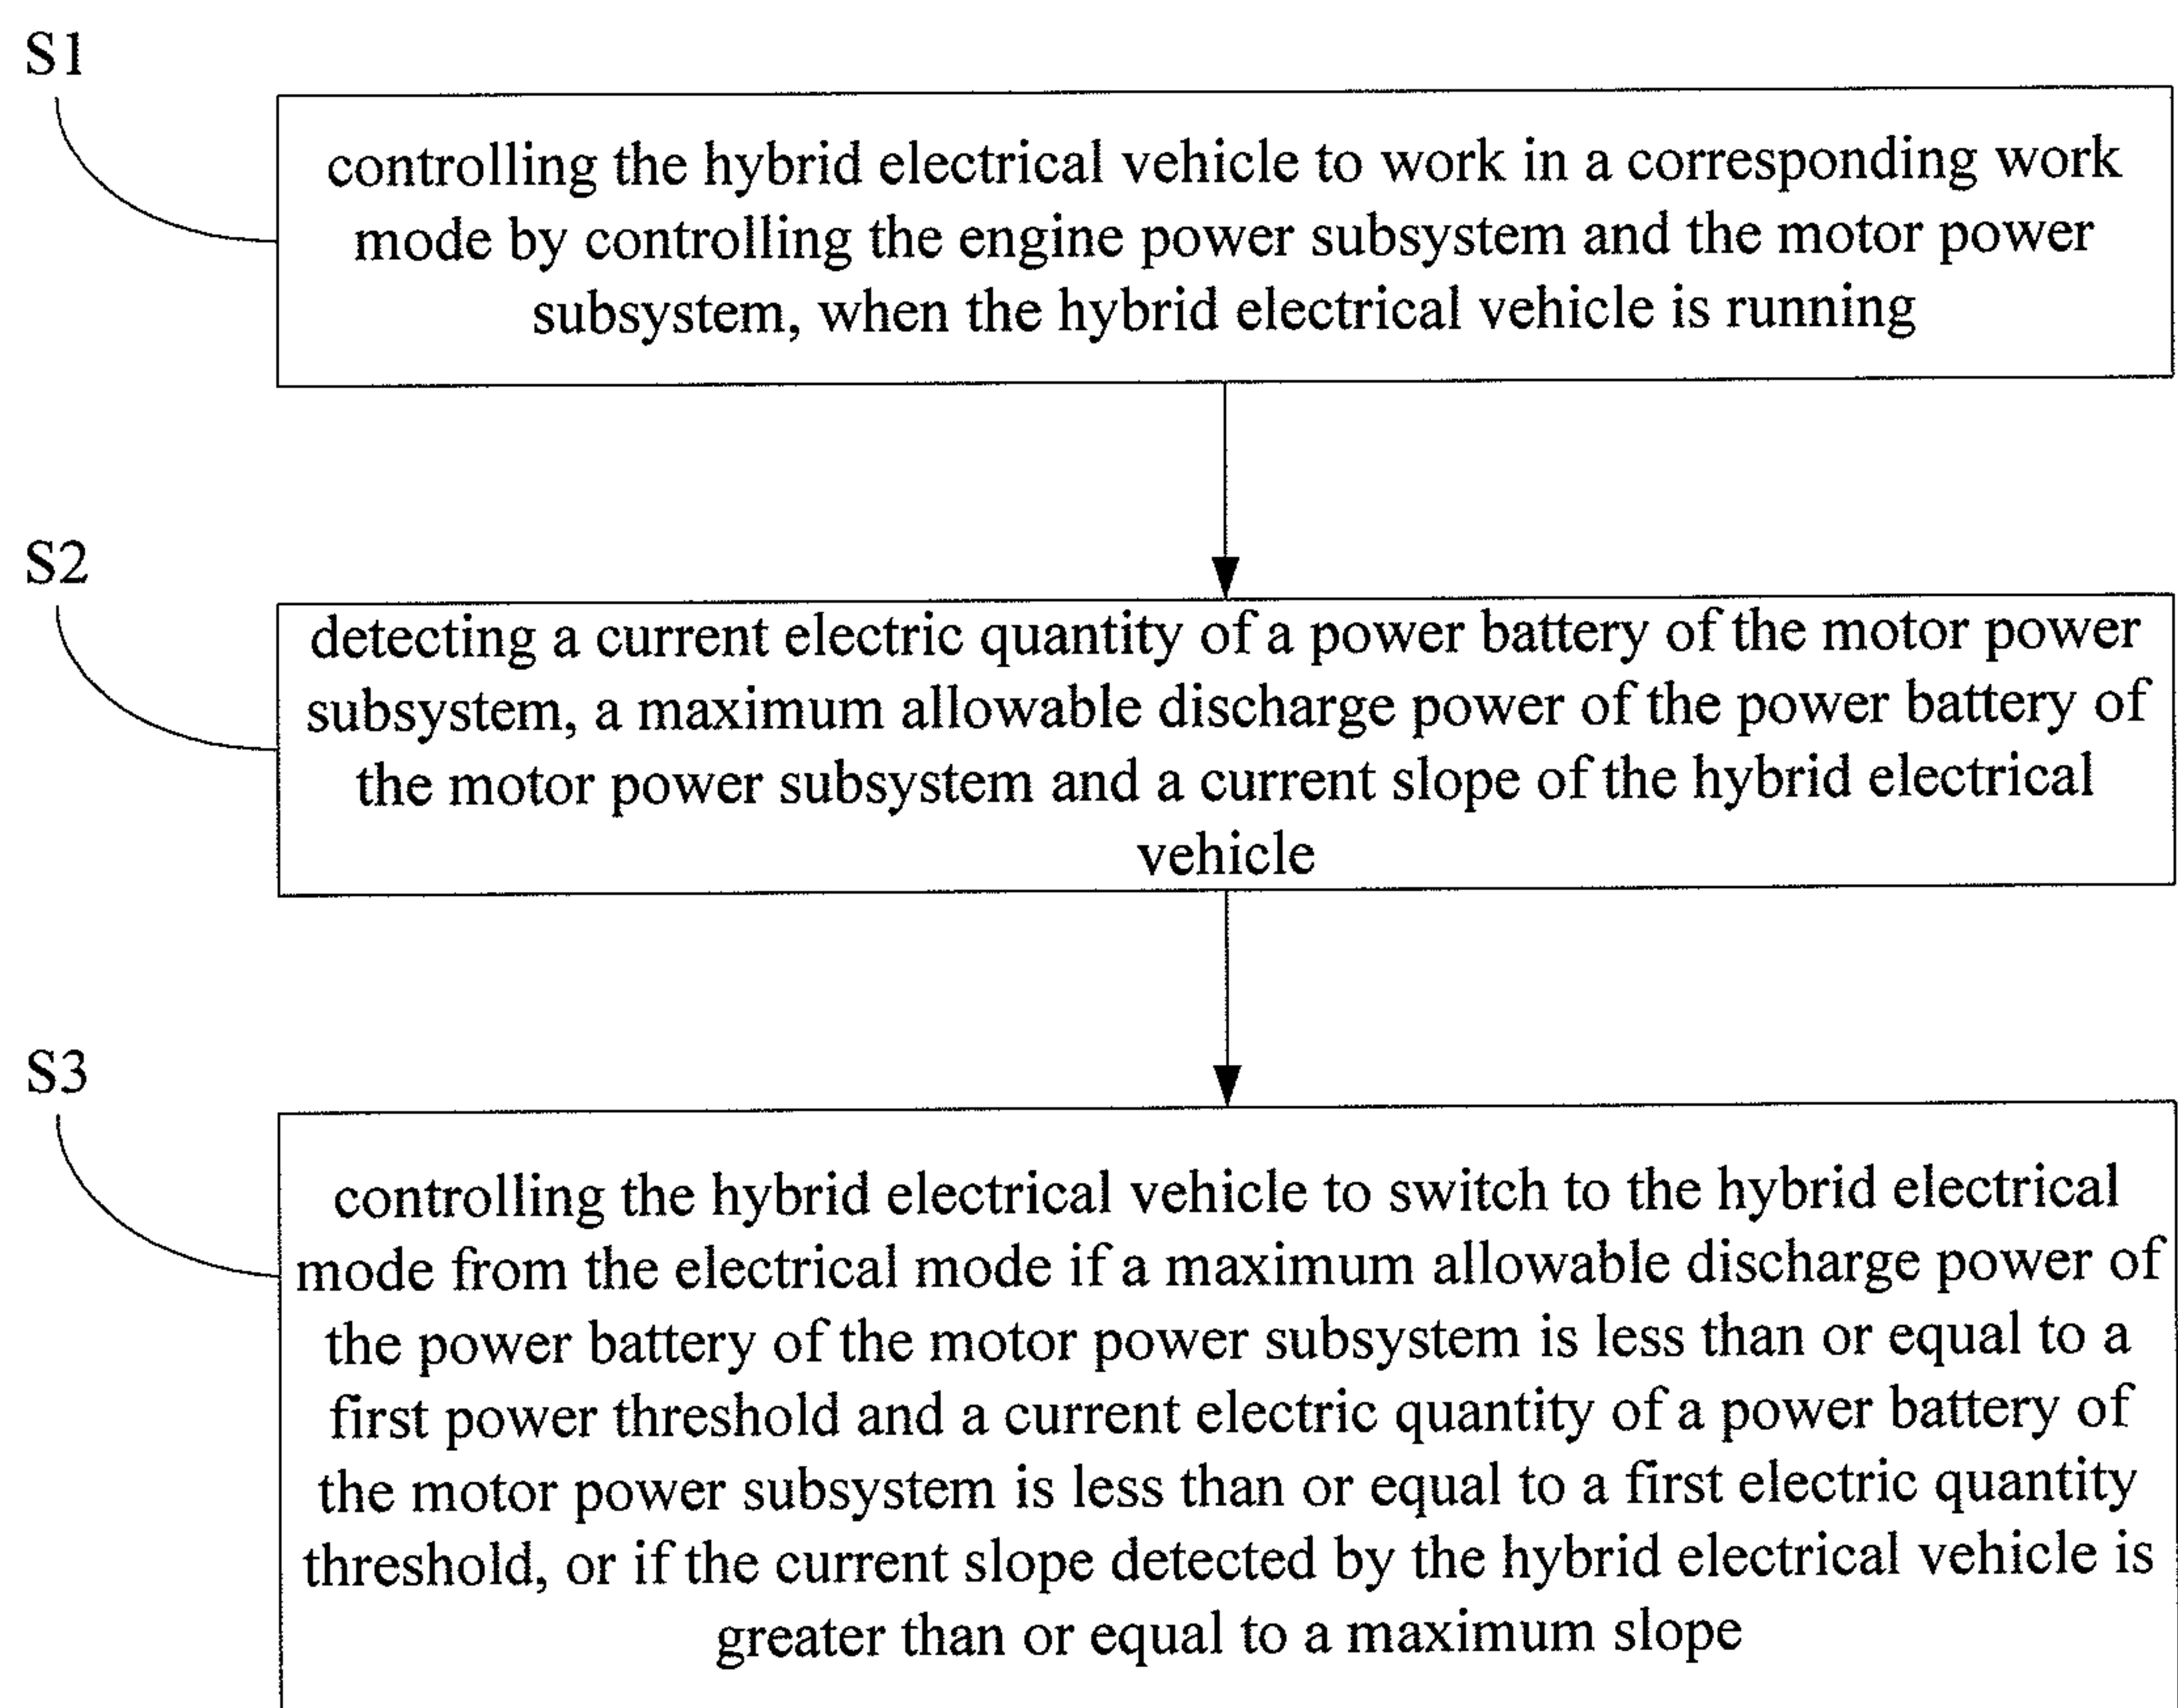 S1
controlling the hybrid electrical vehicle to work in a corresponding work
mode by controlling the engine power subsystem and the motor power
subsystem, when the hybrid electrical vehicle is running
S2
detecting a current electric quantity of a power battery of the motor power
subsystem, a maximum allowable discharge power of the power battery of
the motor power subsystem and a current slope of the hybrid electrical
vehicle
S3
controlling the hybrid electrical vehicle to switch to the hybrid electrical
mode from the electrical mode if a maximum allowable discharge power of
the power battery of the motor power subsystem is less than or equal to a
first power threshold and a current electric quantity of a power battery of
the motor power subsystem is less than or equal to a first electric quantity
threshold, or if the current slope detected by the hybrid electrical vehicle is
greater than or equal to a maximum slope